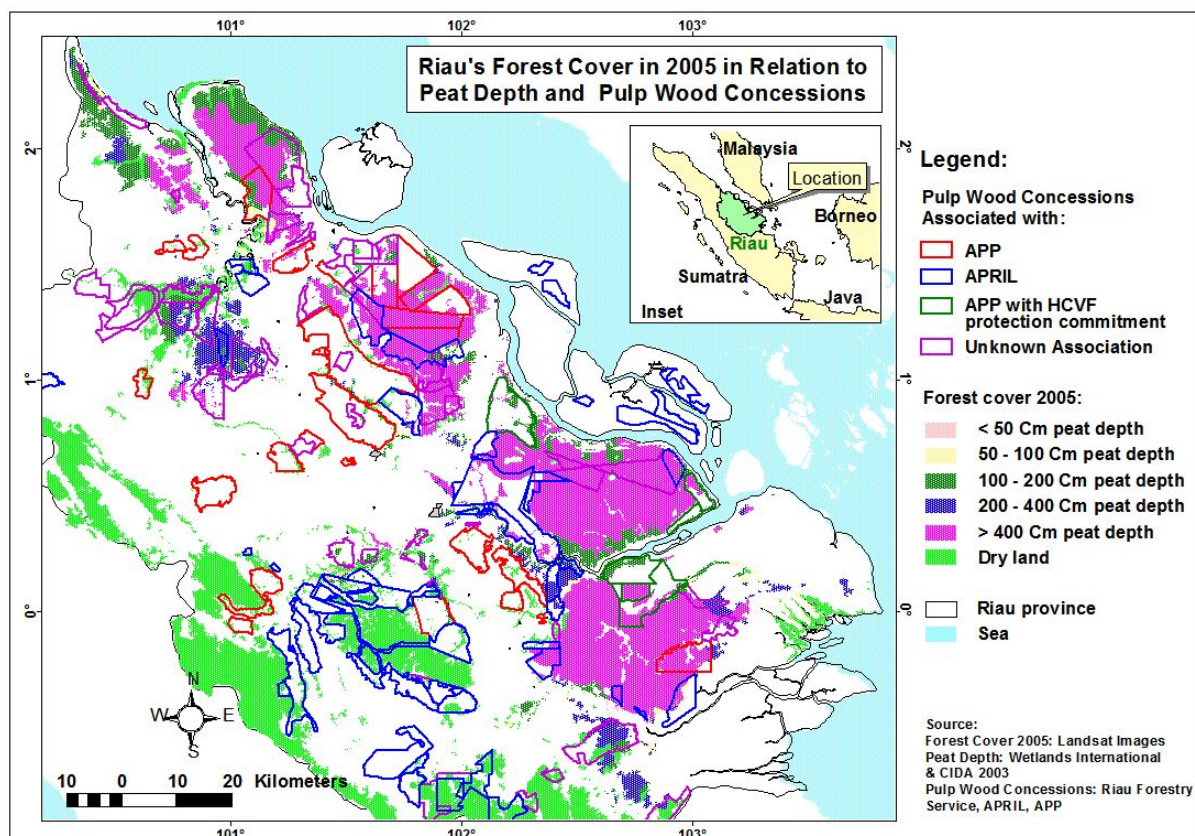 101°
102°
103°
Riau's Forest Cover in 2005 in Relation to
Peat Depth and Pulp Wood Concessions
2°
2°
Malaysia
Location
Borneo
Riau
Sumatra
Java
Inset
1°
1°
0°
0°
N
W
E
S
10 0 10 20 Kilometers
101°
102°
103°
Legend:
Pulp Wood Concessions
Associated with:
APP
APRIL
APP with HCVF
protection commitment
Unknown Association
Forest cover 2005:
< 50 Cm peat depth
50 - 100 Cm peat depth
100 - 200 Cm peat depth
200 - 400 Cm peat depth
> 400 Cm peat depth
Dry land
Riau province
Sea
Source:
Forest Cover 2005: Landsat Images
Peat Depth: Wetlands International
& CIDA 2003
Pulp Wood Concessions: Riau Forestry
Service, APRIL, APP